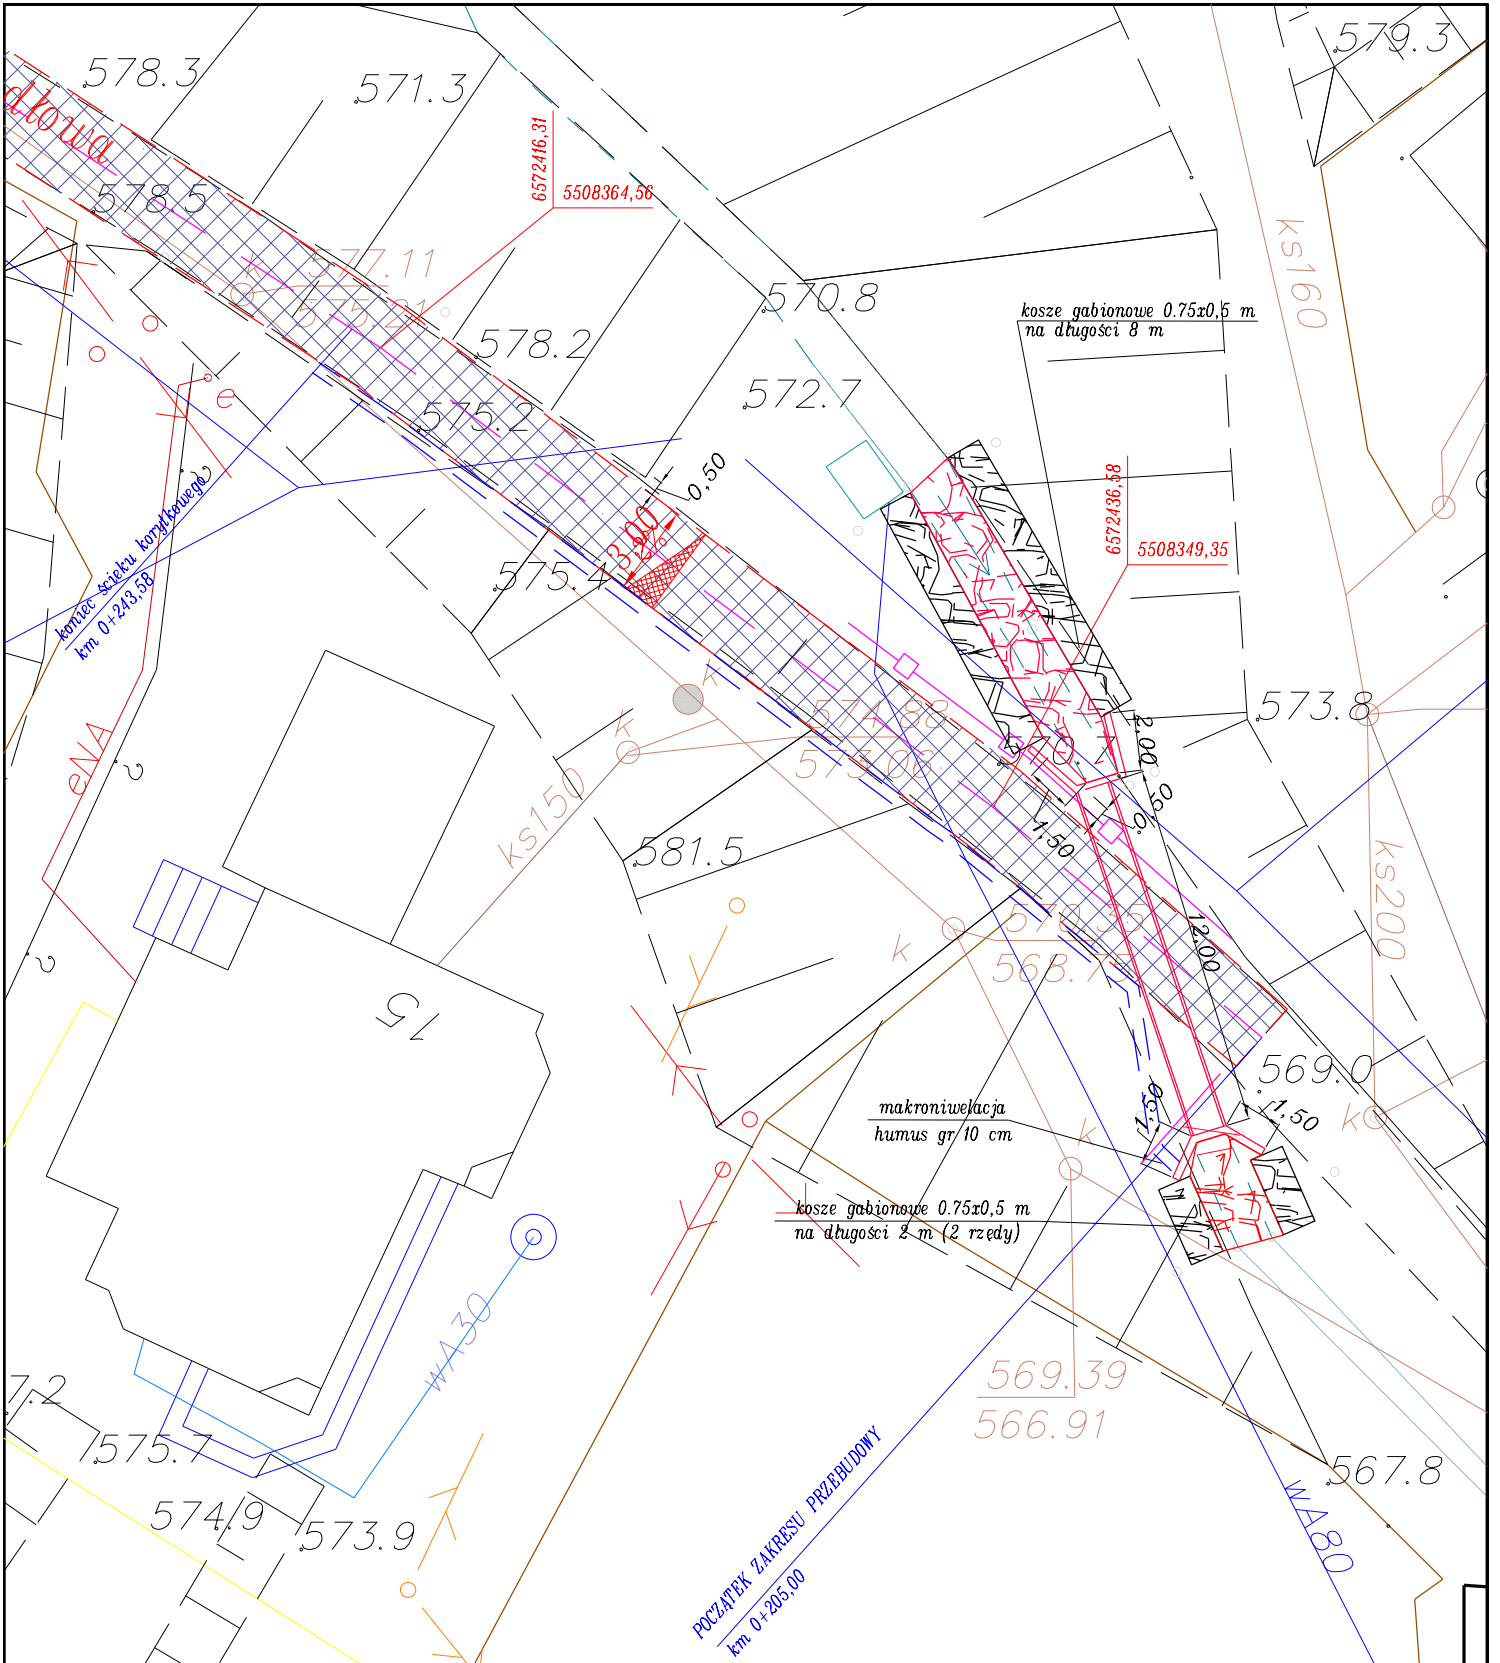 578.3
571.3
579.3
dłowa
578.5
6572416,31
5508364,56
k
577.11
575.21
ks160
570.8
kosze gabionowe 0.75x0,5 m
na długości 8 m
578.2
572.7
e
575.2
0,50
?
koniec ścieku korytkowego
km 0+243,58
3,00
2%
6572436,58
5508349,35
575.4
k
573.8
574.88
573.06
k
2,00
eNA
?
ks150
0,50
1,50
581.5
ks200
570.35
568.75
k
12,00
?
15
569.0
makroniwelacja
humus gr 10 cm
1,50
1,50
k
k
kosze gabionowe 0.75x0,5 m
na długości 2 m (2 rzędy)
wA30
569.39
566.91
7.2
575.7
567.8
574.9
573.9
wA80
POCZĄTEK ZAKRESU PRZEBUDOWY
km 0+205,00